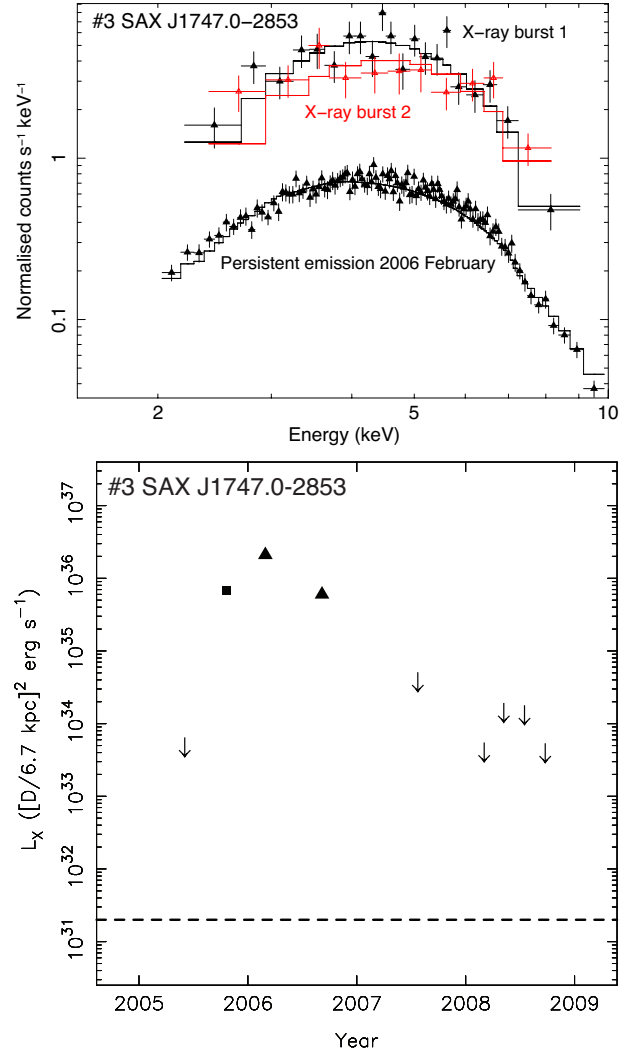 #3 SAX J1747.0−2853
X−ray burst 1
X−ray burst 2
Persistent emission 2006 February
Normalised counts s⁻¹ keV⁻¹
1
0.1
2
5
10
Energy (keV)
#3 SAX J1747.0-2853
10³⁷
10³⁶
10³⁵
10³⁴
10³³
10³²
10³¹
L_X ([D/6.7 kpc]² erg s⁻¹)
2005 2006 2007 2008 2009
Year